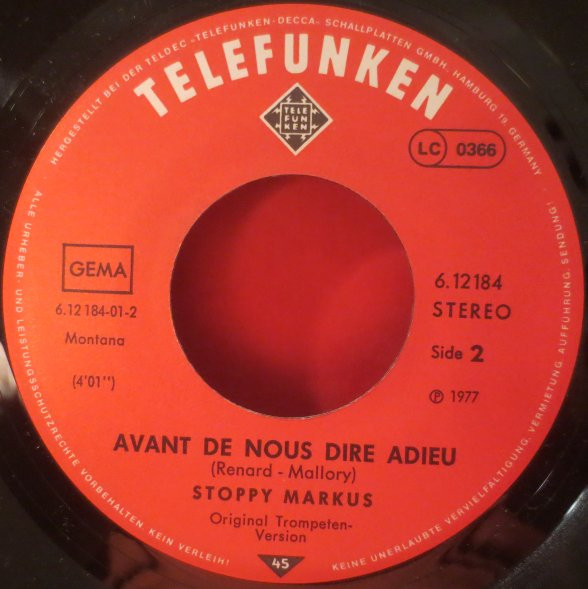 HERGESTELLT BEI DER TELDEC »TELEFUNKEN-DECCA« SCHALLPLATTEN GMBH, HAMBURG 19, GERMANY
TELEFUNKEN
TELE
FUN
KEN
LC 0366
GEMA
6.12 184-01-2
Montana
(4'01")
6.12184
STEREO
Side 2
℗ 1977
AVANT DE NOUS DIRE ADIEU
(Renard - Mallory)
STOPPY MARKUS
Original Trompeten-
Version
45
ALLE URHEBER- UND LEISTUNGSSCHUTZRECHTE VORBEHALTEN. KEIN VERLEIH!
KEINE UNERLAUBTE VERVIELFÄLTIGUNG, VERMIETUNG, AUFFÜHRUNG, SENDUNG!